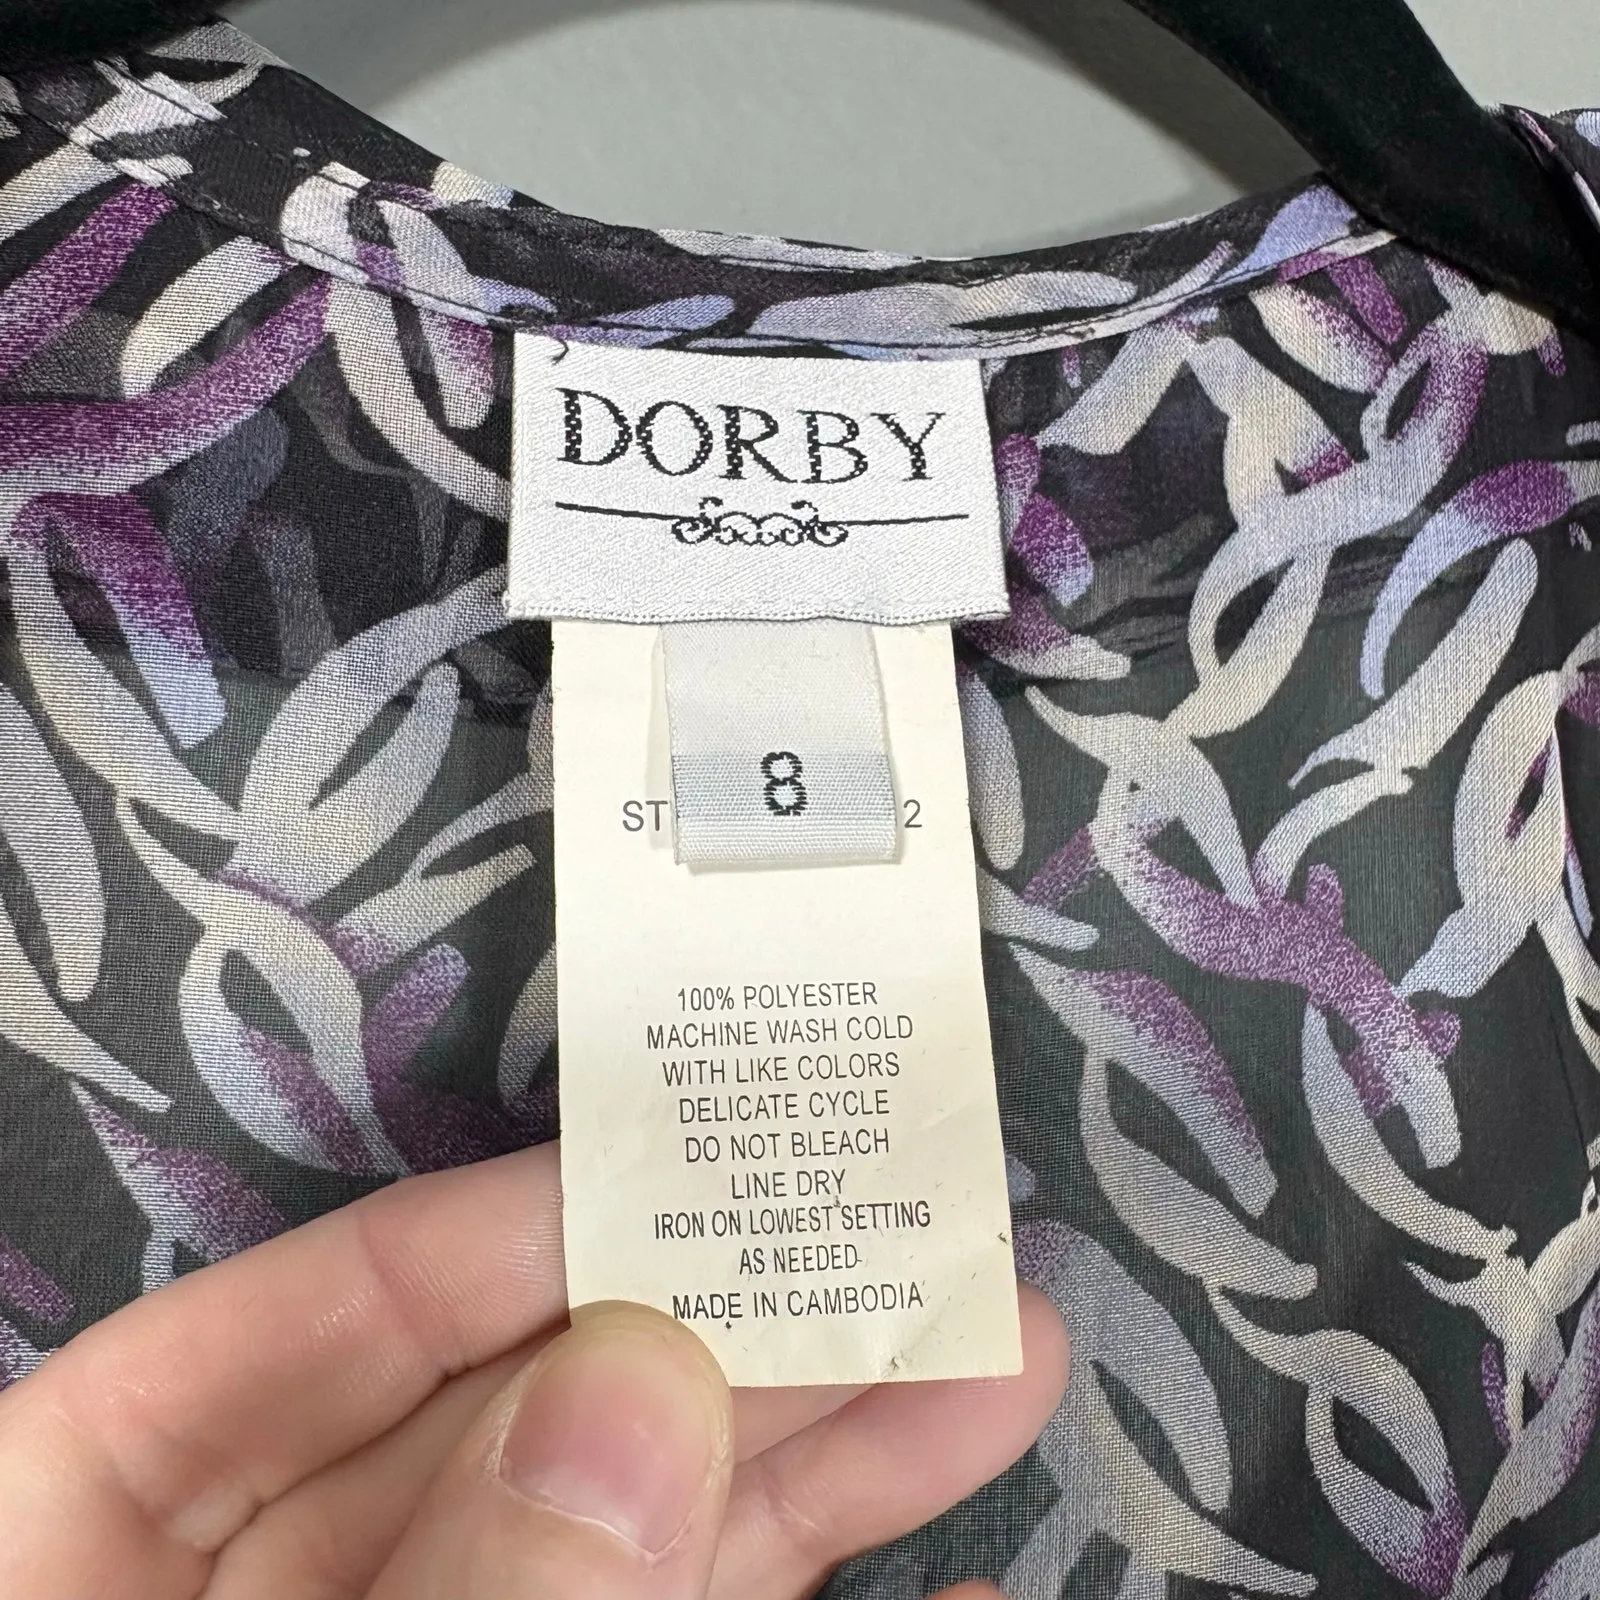 DORBY
8
ST 2
100% POLYESTER
MACHINE WASH COLD
WITH LIKE COLORS
DELICATE CYCLE
DO NOT BLEACH
LINE DRY
IRON ON LOWEST SETTING
AS NEEDED
MADE IN CAMBODIA